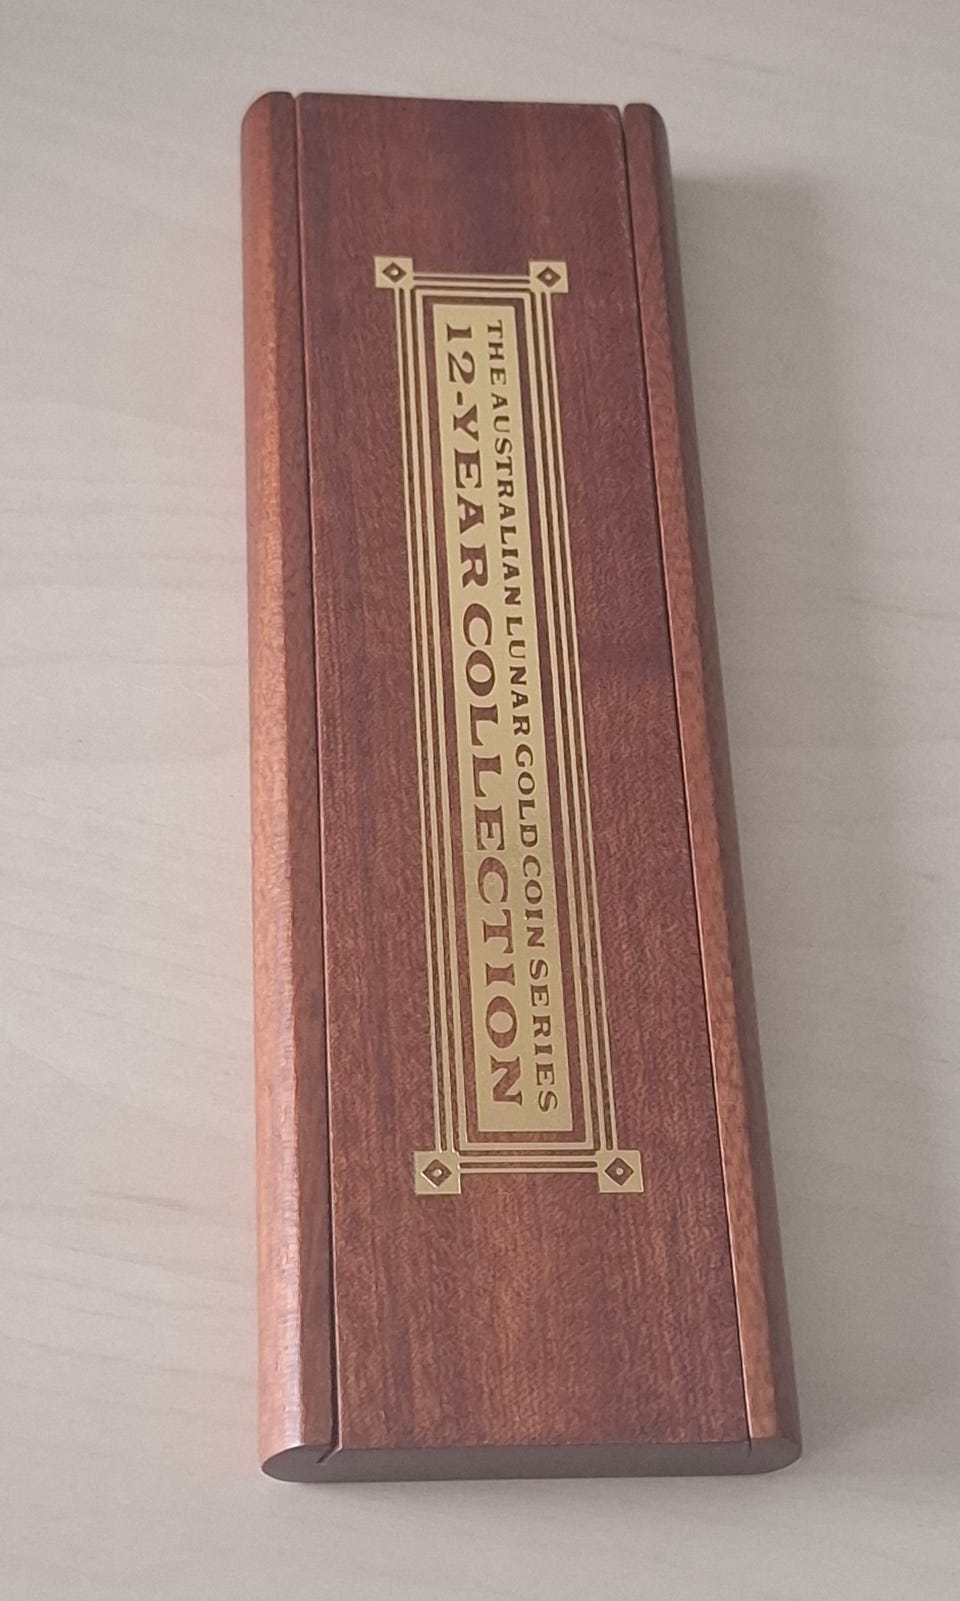 THE AUSTRALIAN LUNAR GOLD COIN SERIES
12-YEAR COLLECTION